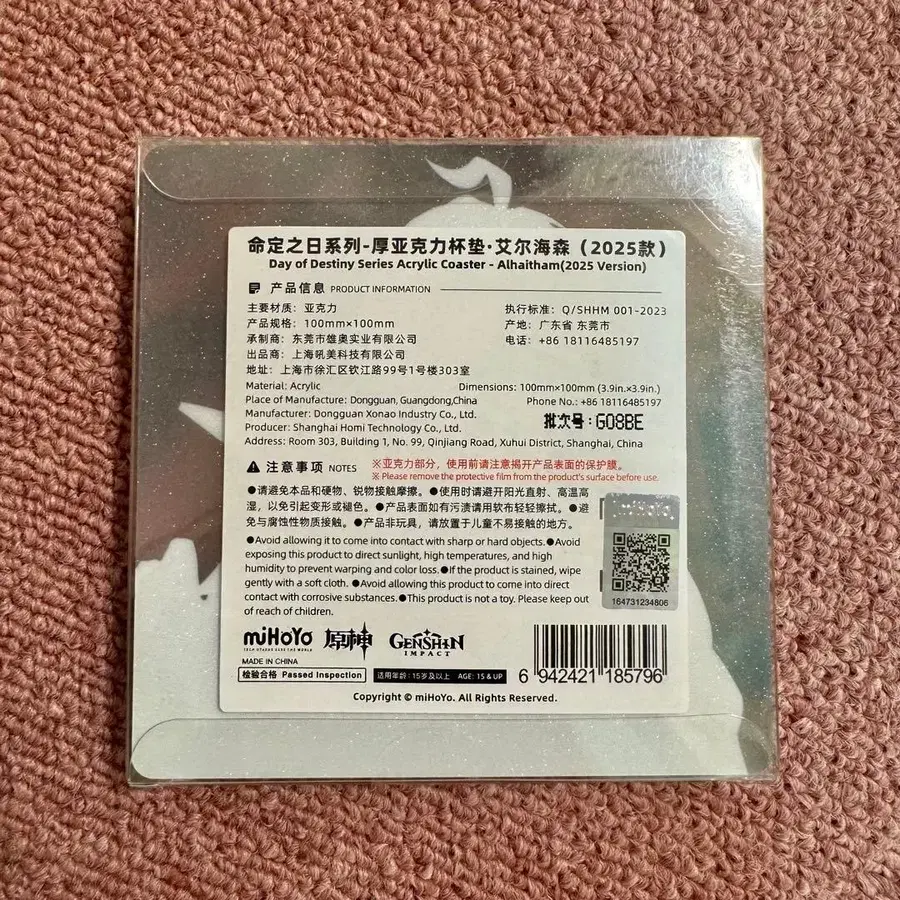 命定之日系列-厚亚克力杯垫·艾尔海森（2025款）
Day of Destiny Series Acrylic Coaster - Alhaitham(2025 Version)
产品信息 PRODUCT INFORMATION
主要材质：亚克力
执行标准：Q/SHHM 001-2023
产品规格：100mm×100mm
产地：广东省 东莞市
承制商：东莞市雄奥实业有限公司
电话：+86 18116485197
出品商：上海吼美科技有限公司
地址：上海市徐汇区钦江路99号1号楼303室
Material: Acrylic
Dimensions: 100mm×100mm (3.9in.×3.9in.)
Place of Manufacture: Dongguan, Guangdong,China
Phone No.: +86 18116485197
Manufacturer: Dongguan Xonao Industry Co., Ltd.
批次号：G08BE
Producer: Shanghai Homi Technology Co., Ltd.
Address: Room 303, Building 1, No. 99, Qinjiang Road, Xuhui District, Shanghai, China
注意事项 NOTES
※亚克力部分，使用前请注意揭开产品表面的保护膜。
※ Please remove the protective film from the product's surface before use.
●请避免本品和硬物、锐物接触摩擦。●使用时请避开阳光直射、高温高
湿，以免引起变形或褪色。●产品表面如有污渍请用软布轻轻擦拭。●避
免与腐蚀性物质接触。●产品非玩具，请放置于儿童不易接触的地方。
●Avoid allowing it to come into contact with sharp or hard objects.●Avoid
exposing this product to direct sunlight, high temperatures, and high
humidity to prevent warping and color loss.●If the product is stained, wipe
gently with a soft cloth. ●Avoid allowing this product to come into direct
contact with corrosive substances.●This product is not a toy. Please keep out
of reach of children.
miHoYo
164731234806
miHoYo
TECH OTAKUS SAVE THE WORLD
原神
GENSHIN
IMPACT
MADE IN CHINA
检验合格 Passed Inspection
适用年龄：15岁及以上 AGE: 15 & UP
6 942421 185796
Copyright © miHoYo. All Rights Reserved.